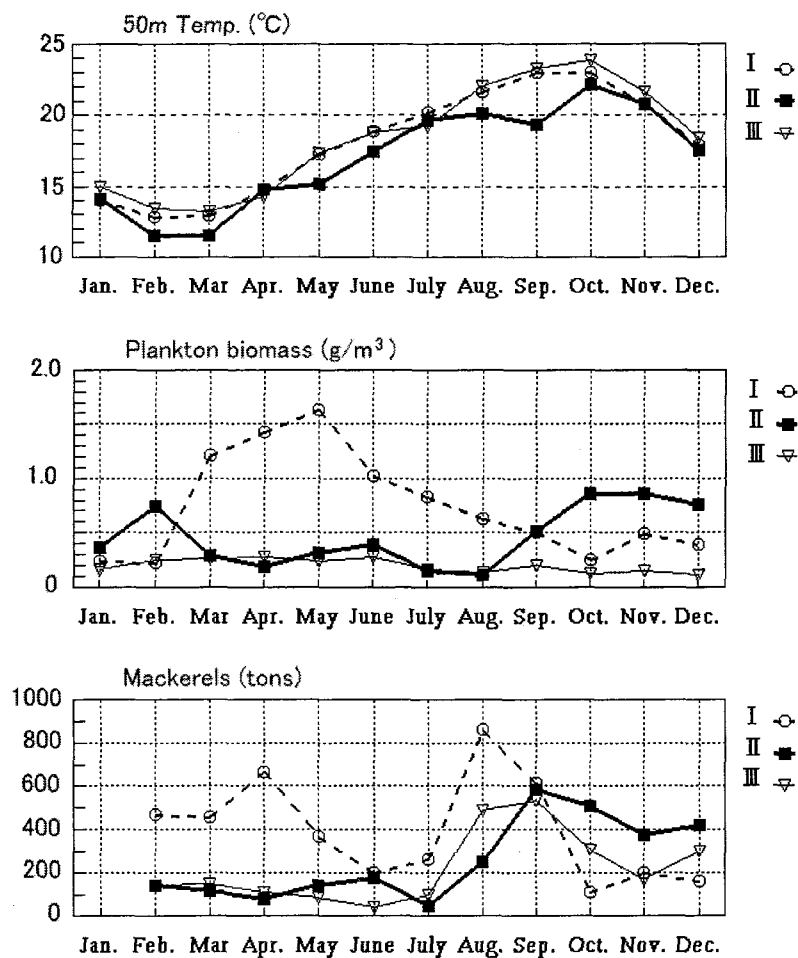 50m Temp. (℃)
25
20
15
10
I
II
III
Jan. Feb. Mar Apr. May June July Aug. Sep. Oct. Nov. Dec.
Plankton biomass (g/m³)
2.0
1.0
0
I
II
III
Jan. Feb. Mar Apr. May June July Aug. Sep. Oct. Nov. Dec.
Mackerels (tons)
1000
800
600
400
200
0
I
II
III
Jan. Feb. Mar Apr. May June July Aug. Sep. Oct. Nov. Dec.